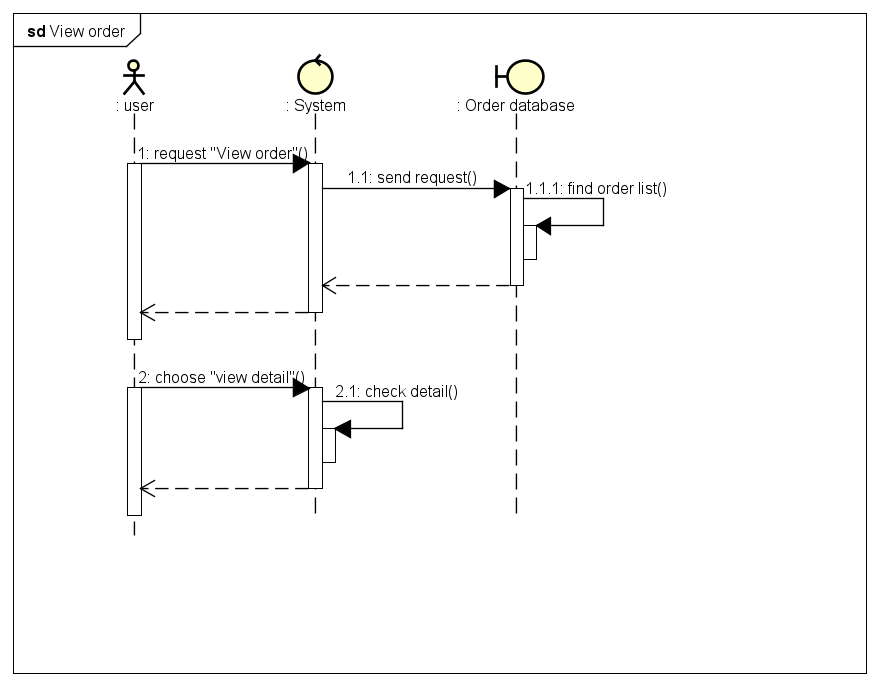 sd View order
: user
: System
: Order database
1: request "View order"()
1.1: send request()
1.1.1: find order list()
2: choose "view detail"()
2.1: check detail()